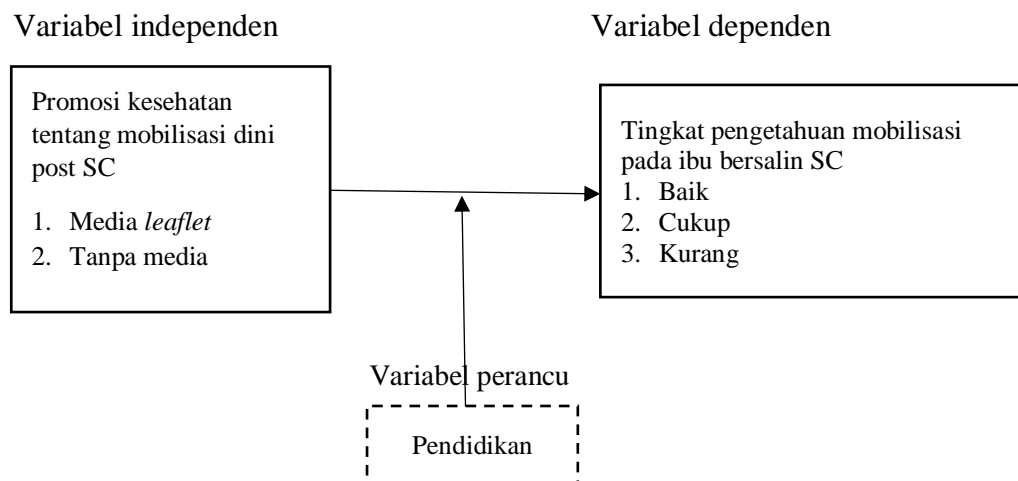 Variabel independen
Variabel dependen
Promosi kesehatan
tentang mobilisasi dini
post SC
1. Media leaflet
2. Tanpa media
Tingkat pengetahuan mobilisasi
pada ibu bersalin SC
1. Baik
2. Cukup
3. Kurang
Variabel perancu
Pendidikan